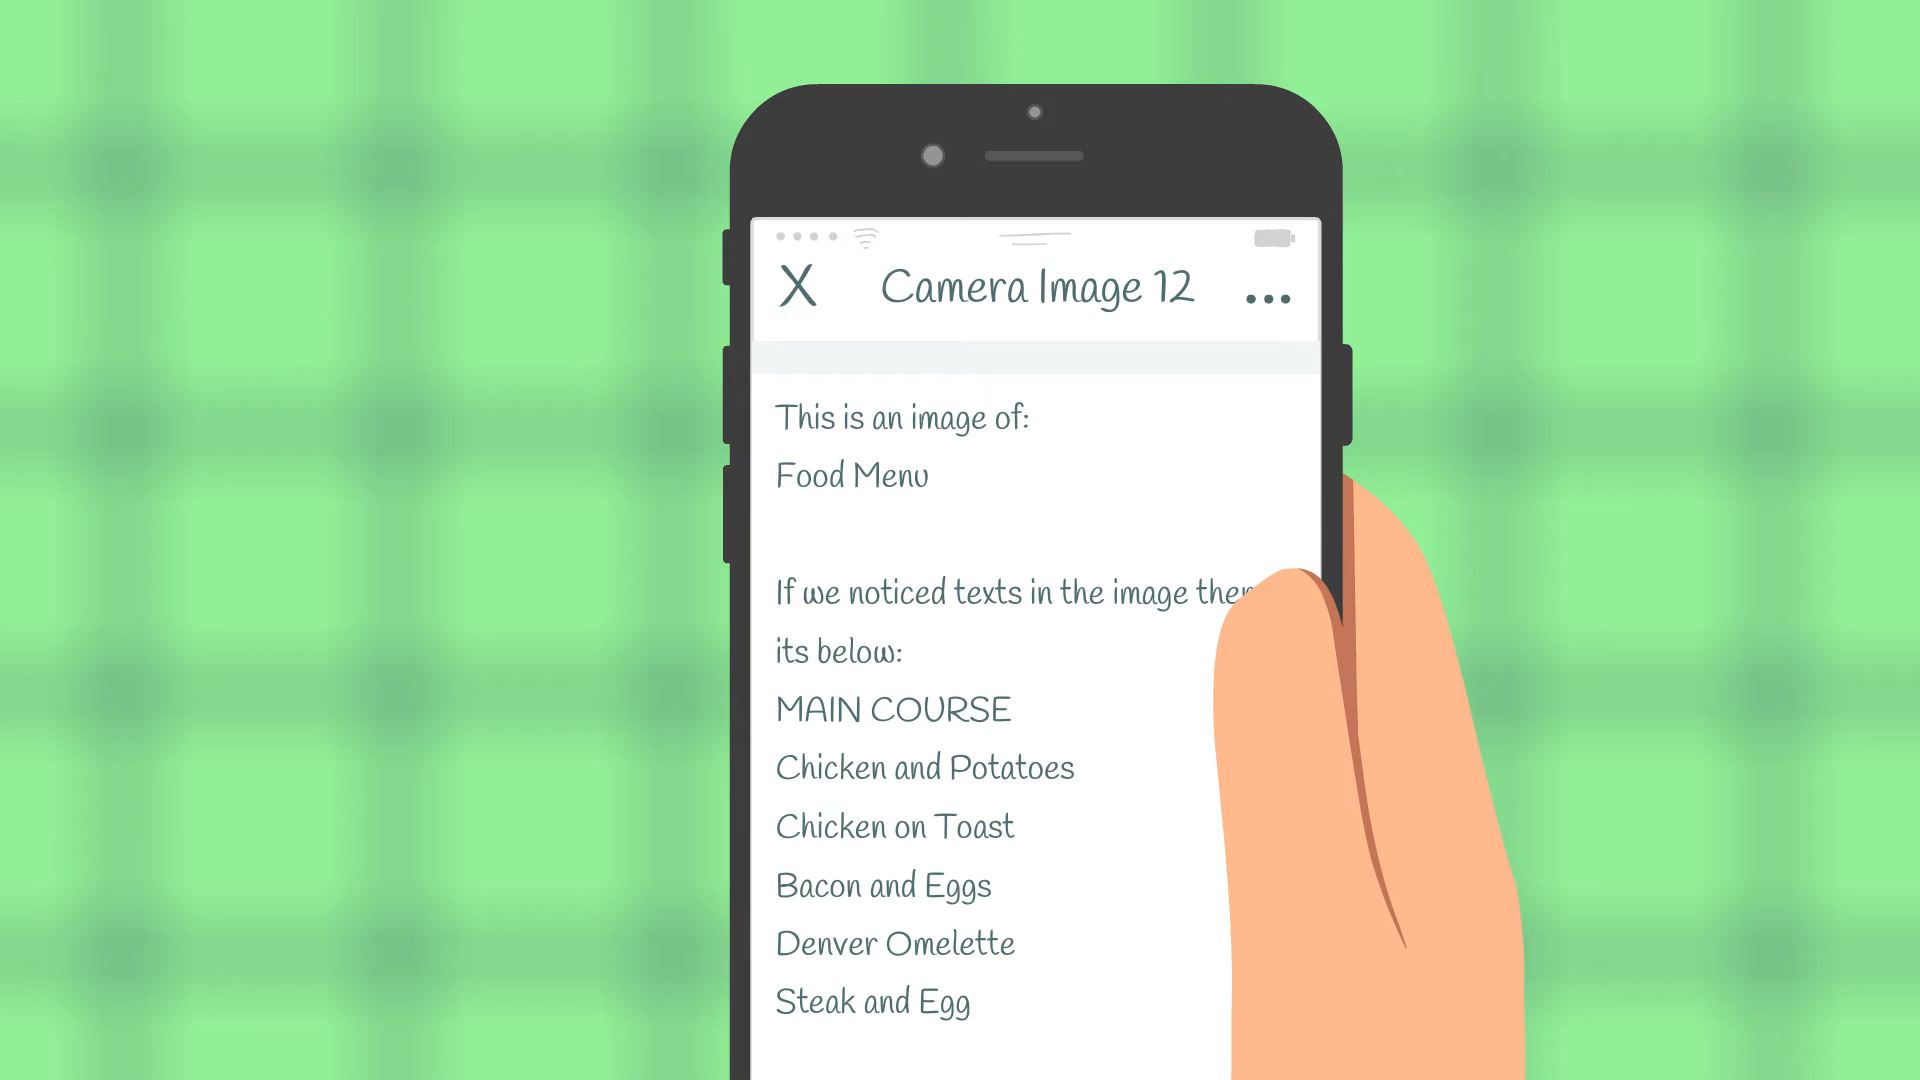 X Camera Image 12 ...
This is an image of:
Food Menu
If we noticed texts in the image
its below:
MAIN COURSE
Chicken and Potatoes
Chicken on Toast
Bacon and Eggs
Denver Omelette
Steak and Egg